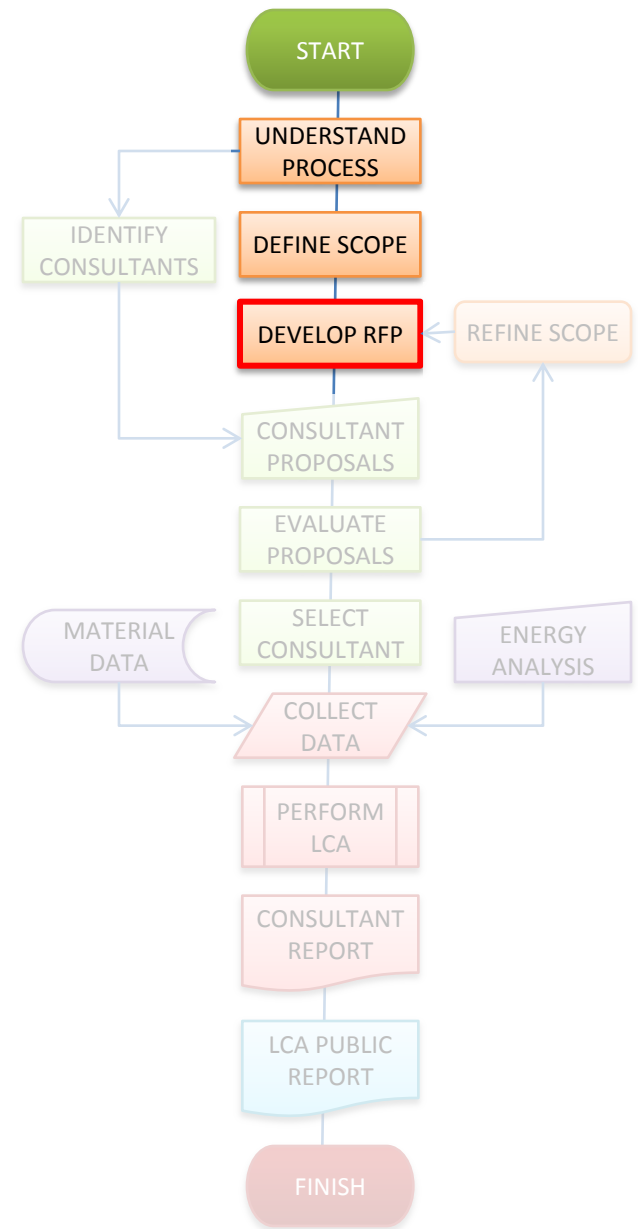 START
UNDERSTAND
PROCESS
IDENTIFY
CONSULTANTS
DEFINE SCOPE
DEVELOP RFP
REFINE SCOPE
CONSULTANT
PROPOSALS
EVALUATE
PROPOSALS
SELECT
CONSULTANT
MATERIAL
DATA
ENERGY
ANALYSIS
COLLECT
DATA
PERFORM
LCA
CONSULTANT
REPORT
LCA PUBLIC
REPORT
FINISH